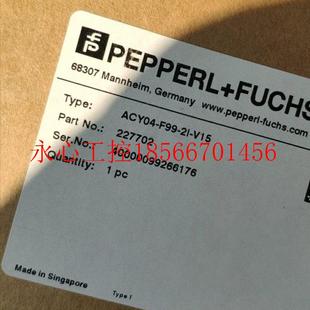 PEPPERL+FUCHS
68307 Mannheim, Germany www.pepperl-fuchs.com
Type: ACY04-F99-2I-V15
Part No.: 227702
Ser.No.: 40000099266176
Quantity: 1 pc
永心工控18566701456
Made in Singapore
Type I